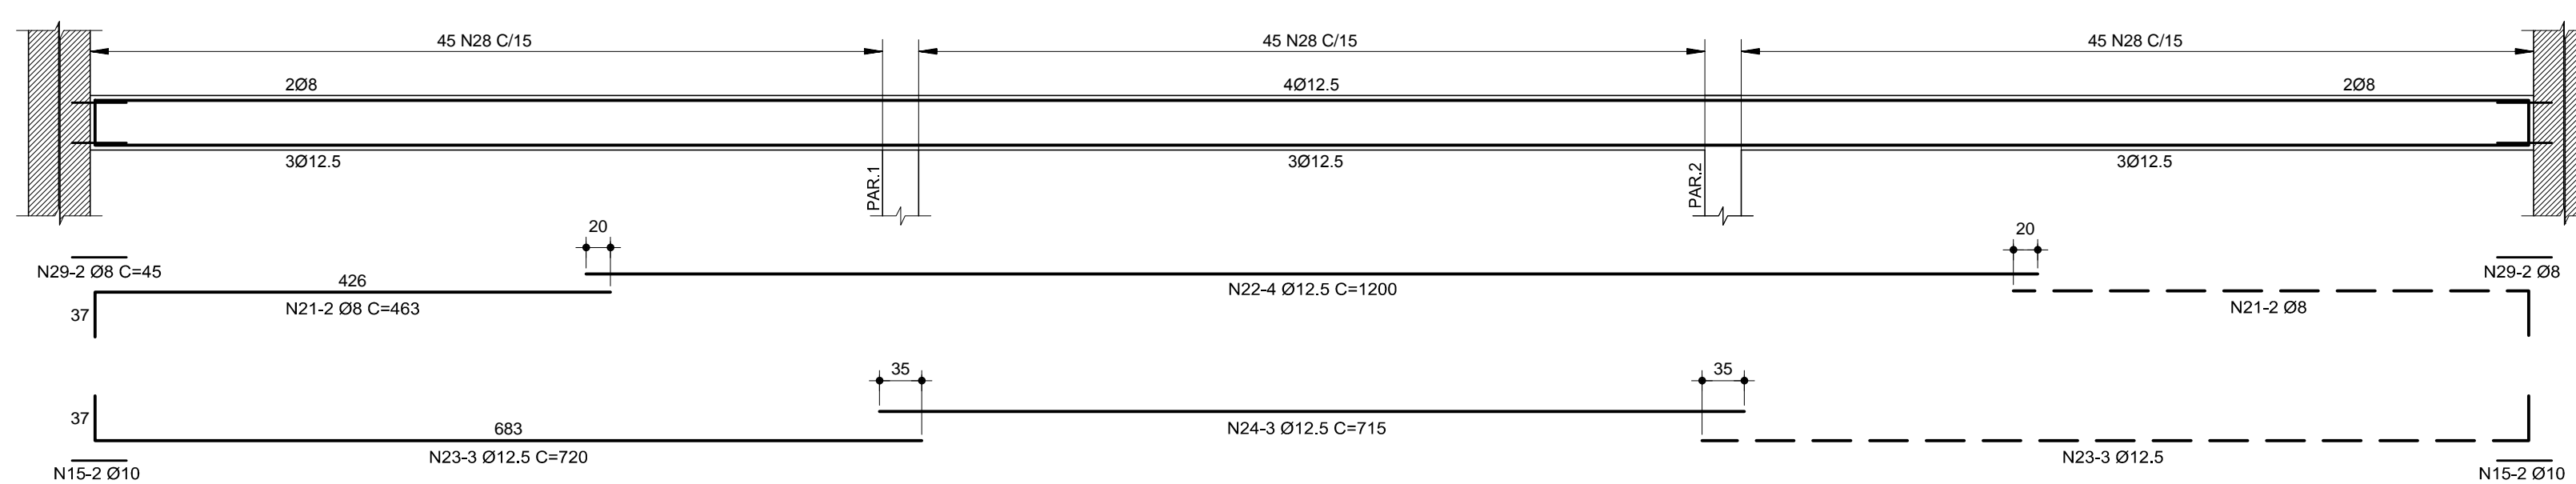 45 N28 C/15
45 N28 C/15
45 N28 C/15
2Ø8
4Ø12.5
2Ø8
3Ø12.5
3Ø12.5
3Ø12.5
PAR.1
PAR.2
20
20
N29-2 Ø8 C=45
N29-2 Ø8
426
N22-4 Ø12.5 C=1200
N21-2 Ø8 C=463
N21-2 Ø8
37
35
35
37
683
N24-3 Ø12.5 C=715
N23-3 Ø12.5 C=720
N23-3 Ø12.5
N15-2 Ø10
N15-2 Ø10